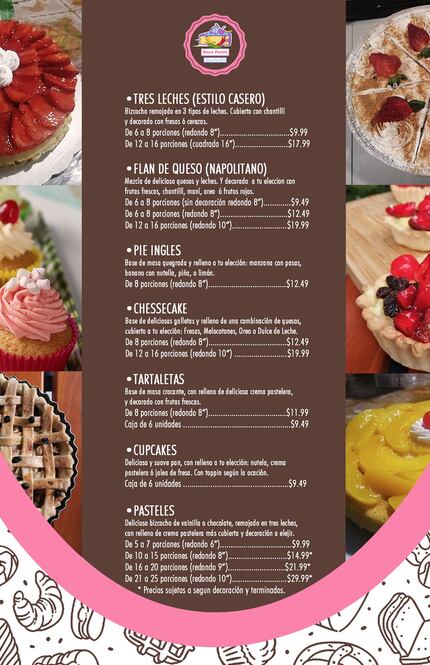 Dulce Pasión
• TRES LECHES (ESTILO CASERO)
Bizcocho remojado en 3 tipos de leches. Cubierto con chantillí
y decorado con fresas ó cerezas.
De 6 a 8 porciones (redondo 8”)................................$9.99
De 12 a 16 porciones (cuadrado 16”)........................$17.99
• FLAN DE QUESO (NAPOLITANO)
Mezcla de delicioso quesos y leches. Y decorado a tu eleccion con
frutas frescas, chantill, maní, oreo ó frutos rojos.
De 6 a 8 porciones (sin decoración redondo 8”).............$9.49
De 6 a 8 porciones (redondo 8”)................................$12.49
De 12 a 16 porciones (redondo 10”)...........................$19.99
• PIE INGLES
Base de masa quegrada y relleno a tu elección: manzana con pasas,
banano con nutella, piña, o limón.
De 8 porciones (redondo 8”)....................................$12.49
• CHESSECAKE
Base de deliciosas galletas y relleno de una combinación de quesos,
cubierta a tu elección: Fresas, Melocotones, Oreo o Dulce de Leche.
De 8 porciones (redondo 8”)....................................$12.49
De 12 a 16 porciones (redondo 10”) .........................$19.99
• TARTALETAS
Base de masa crocante, con relleno de deliciosa crema pastelera,
y decorado con frutas frescas.
De 8 porciones (redondo 8”)....................................$11.99
Caja de 6 unidades .................................................$9.49
• CUPCAKES
Delicioso y suave pan, con relleno a tu elección: nutela, crema
pastelera ó jalea de fresa. Con toppin según la ocación.
Caja de 6 unidades .................................................$9.49
• PASTELES
Delicioso bizcocho de vainilla o chocolate, remojado en tres leches,
con relleno de crema pastelera más cubierta y decoración a elejir.
De 5 a 7 porciones (redondo 6”)................................$9.99
De 10 a 15 porciones (redondo 8”)..........................$14.99*
De 16 a 20 porciones (redondo 9”)..........................$21.99*
De 21 a 25 porciones (redondo 10”)........................$29.99*
* Precios sujetos a segun decoración y terminados.